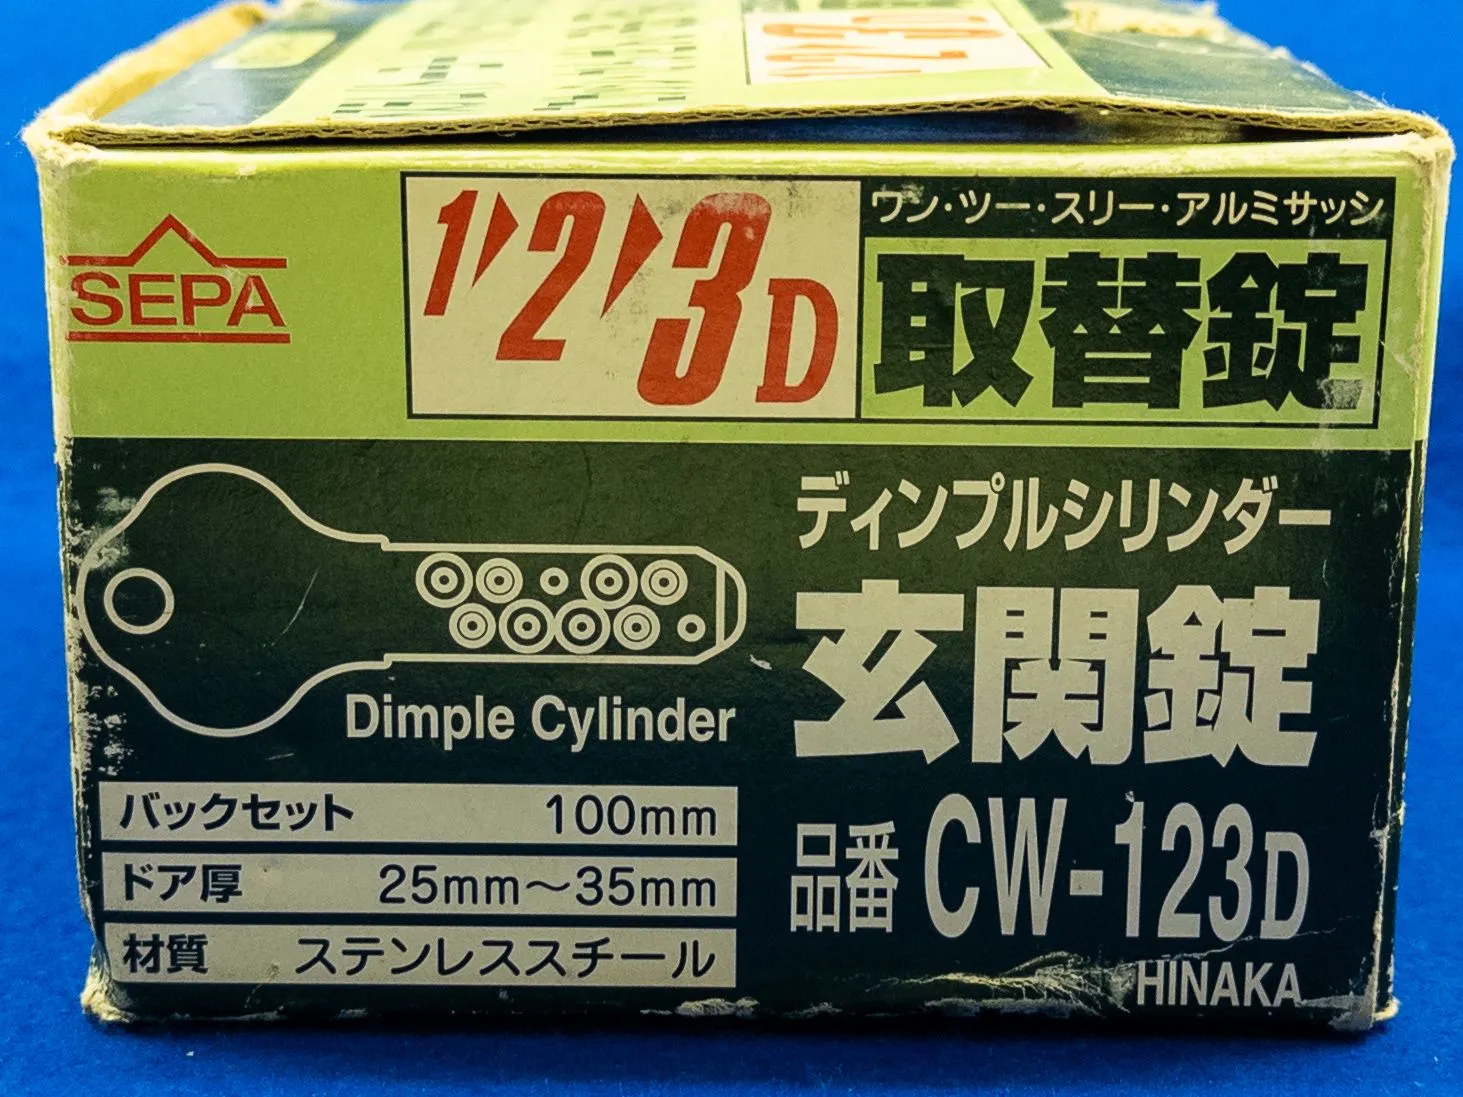 SEPA
1 2 3D
ワン・ツー・スリー・アルミサッシ
取替錠
ディンプルシリンダー
玄関錠
Dimple Cylinder
バックセット 100mm
ドア厚 25mm〜35mm
材質 ステンレススチール
品番 CW-123D
HINAKA